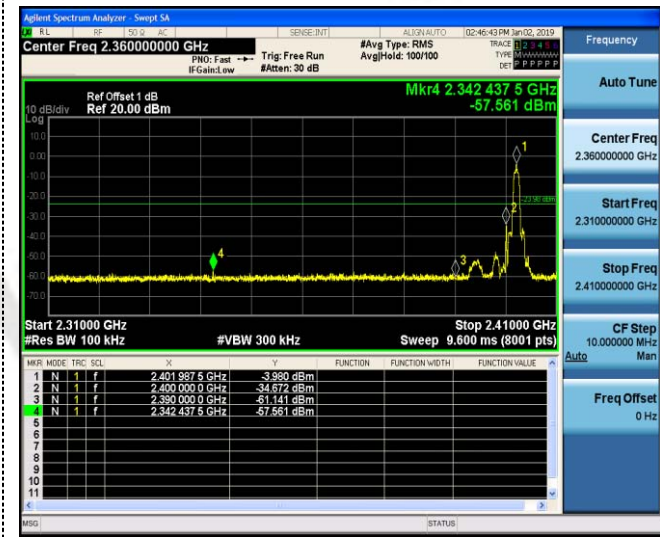 Agilent Spectrum Analyzer - Swept SA
RL RF 50 Ω AC SENSE:INT ALIGN AUTO 02:46:43 PM Jan 02, 2019
Center Freq 2.360000000 GHz #Avg Type: RMS TRACE 1 2 3 4 5 6
PNO: Fast Trig: Free Run Avg|Hold: 100/100 TYPE MWWWWW
IFGain:Low #Atten: 30 dB DET P P P P P P
Mkr4 2.342 437 5 GHz
-57.561 dBm
Ref Offset 1 dB
10 dB/div Ref 20.00 dBm
Log
10.0
0.00
-10.0
-20.0
-30.0
-40.0
-50.0
-60.0
-70.0
1
-23.98 dBm
2
3
4
Start 2.31000 GHz Stop 2.41000 GHz
#Res BW 100 kHz #VBW 300 kHz Sweep 9.600 ms (8001 pts)
MKR MODE TRC SCL X Y FUNCTION FUNCTION WIDTH FUNCTION VALUE
1 N 1 f 2.401 987 5 GHz -3.980 dBm
2 N 1 f 2.400 000 0 GHz -34.672 dBm
3 N 1 f 2.390 000 0 GHz -61.141 dBm
4 N 1 f 2.342 437 5 GHz -57.561 dBm
5
6
7
8
9
10
11
MSG STATUS
Frequency
Auto Tune
Center Freq
2.360000000 GHz
Start Freq
2.310000000 GHz
Stop Freq
2.410000000 GHz
CF Step
10.000000 MHz
Auto Man
Freq Offset
0 Hz